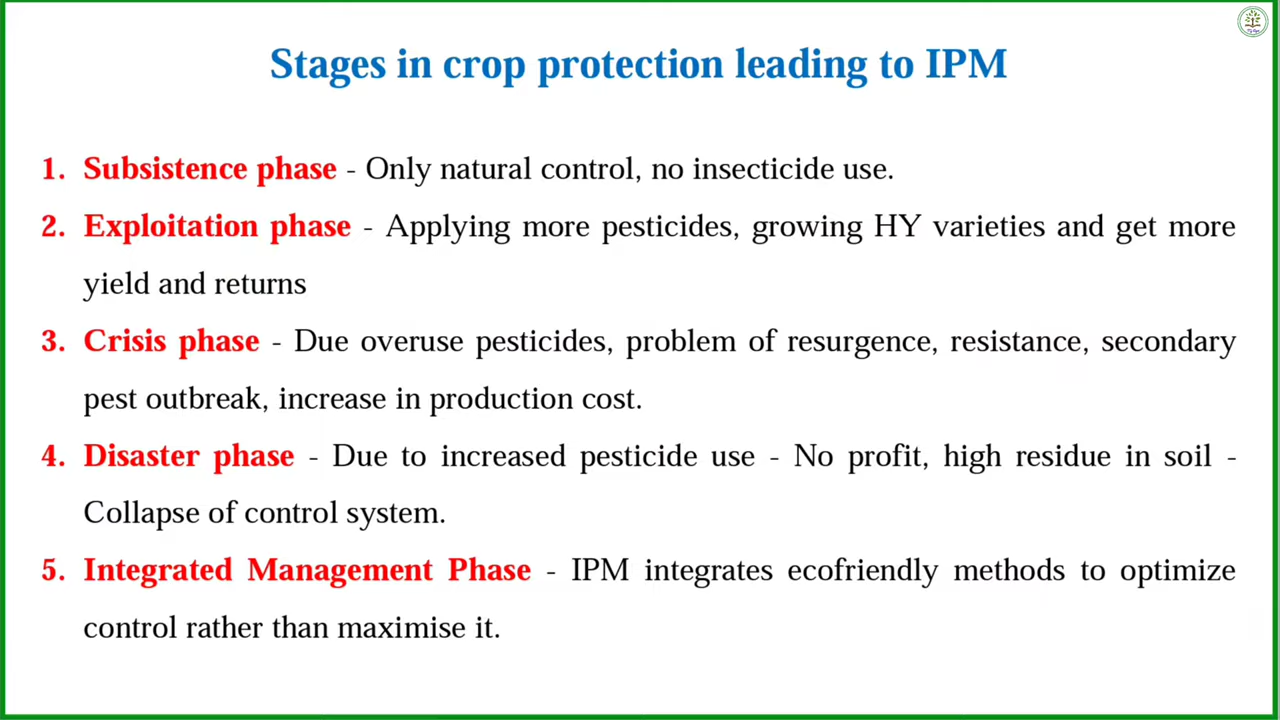 Stages in crop protection leading to IPM
1. Subsistence phase - Only natural control, no insecticide use.
2. Exploitation phase - Applying more pesticides, growing HY varieties and get more
yield and returns
3. Crisis phase - Due overuse pesticides, problem of resurgence, resistance, secondary
pest outbreak, increase in production cost.
4. Disaster phase - Due to increased pesticide use - No profit, high residue in soil -
Collapse of control system.
5. Integrated Management Phase - IPM integrates ecofriendly methods to optimize
control rather than maximise it.